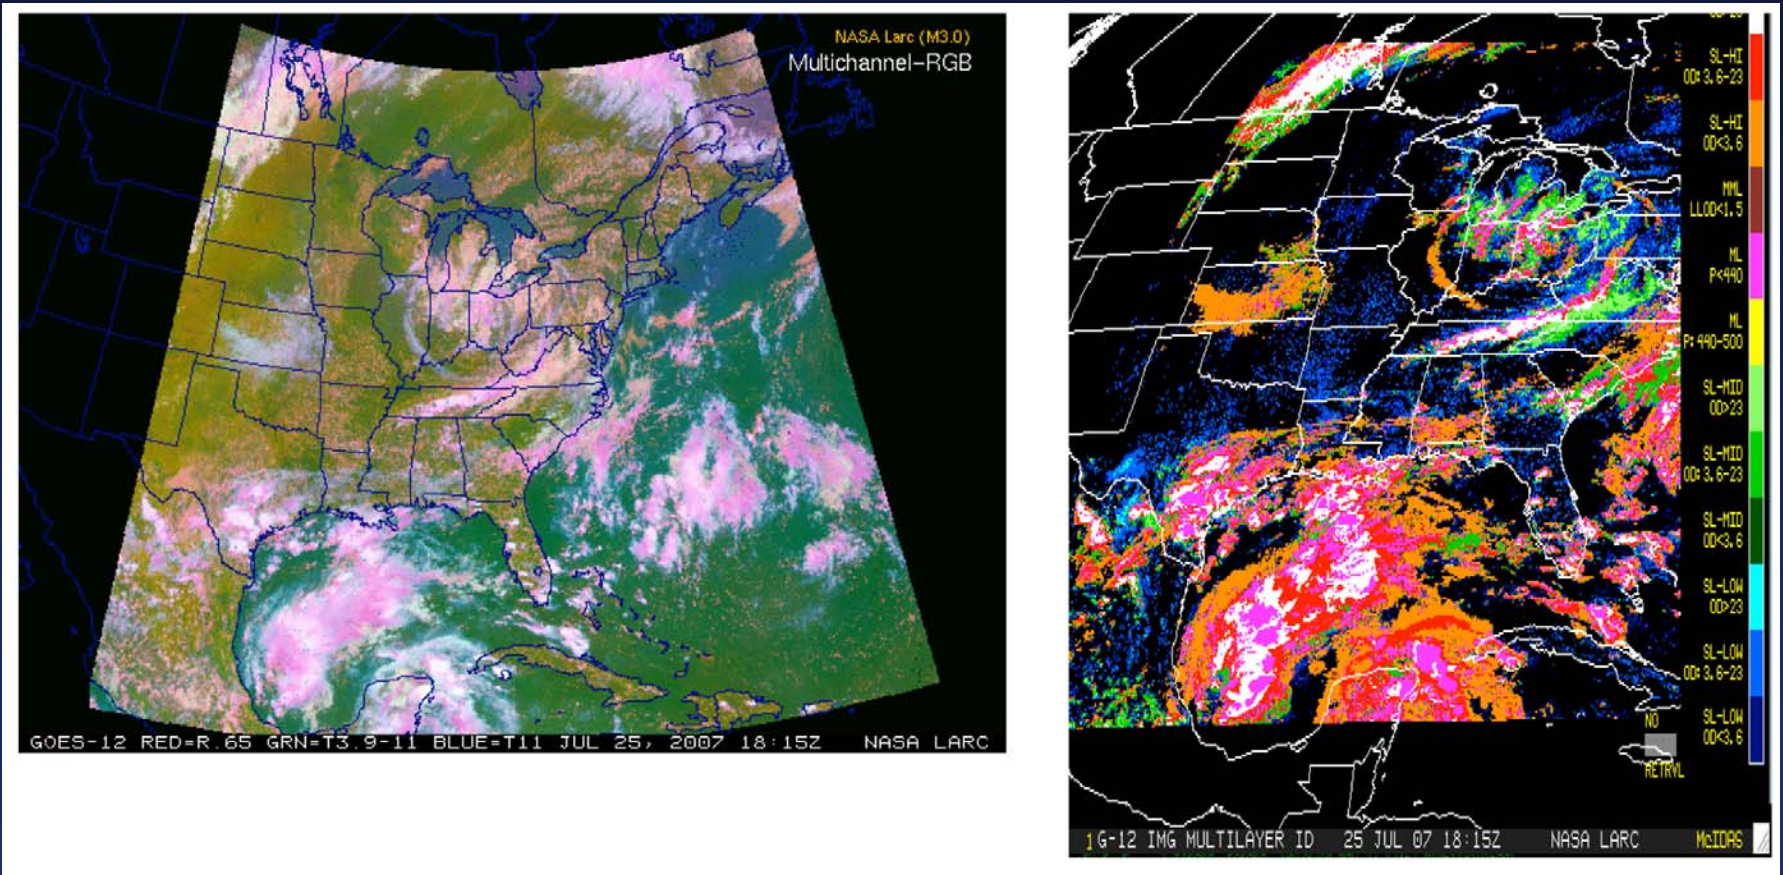 NASA Larc (M3.0)
Multichannel-RGB
GOES-12 RED=R.65 GRN=T3.9-11 BLUE=T11 JUL 25, 2007 18:15Z NASA LARC
SL-HI
OD:3.6-23
SL-HI
OD<3.6
MML
LLOD<1.5
ML
P<440
ML
P:440-500
SL-MID
OD>23
SL-MID
OD:3.6-23
SL-MID
OD<3.6
SL-LOW
OD>23
SL-LOW
OD:3.6-23
SL-LOW
OD<3.6
NO
RETRVL
1 G-12 IMG MULTILAYER ID 25 JUL 07 18:15Z NASA LARC McIDAS